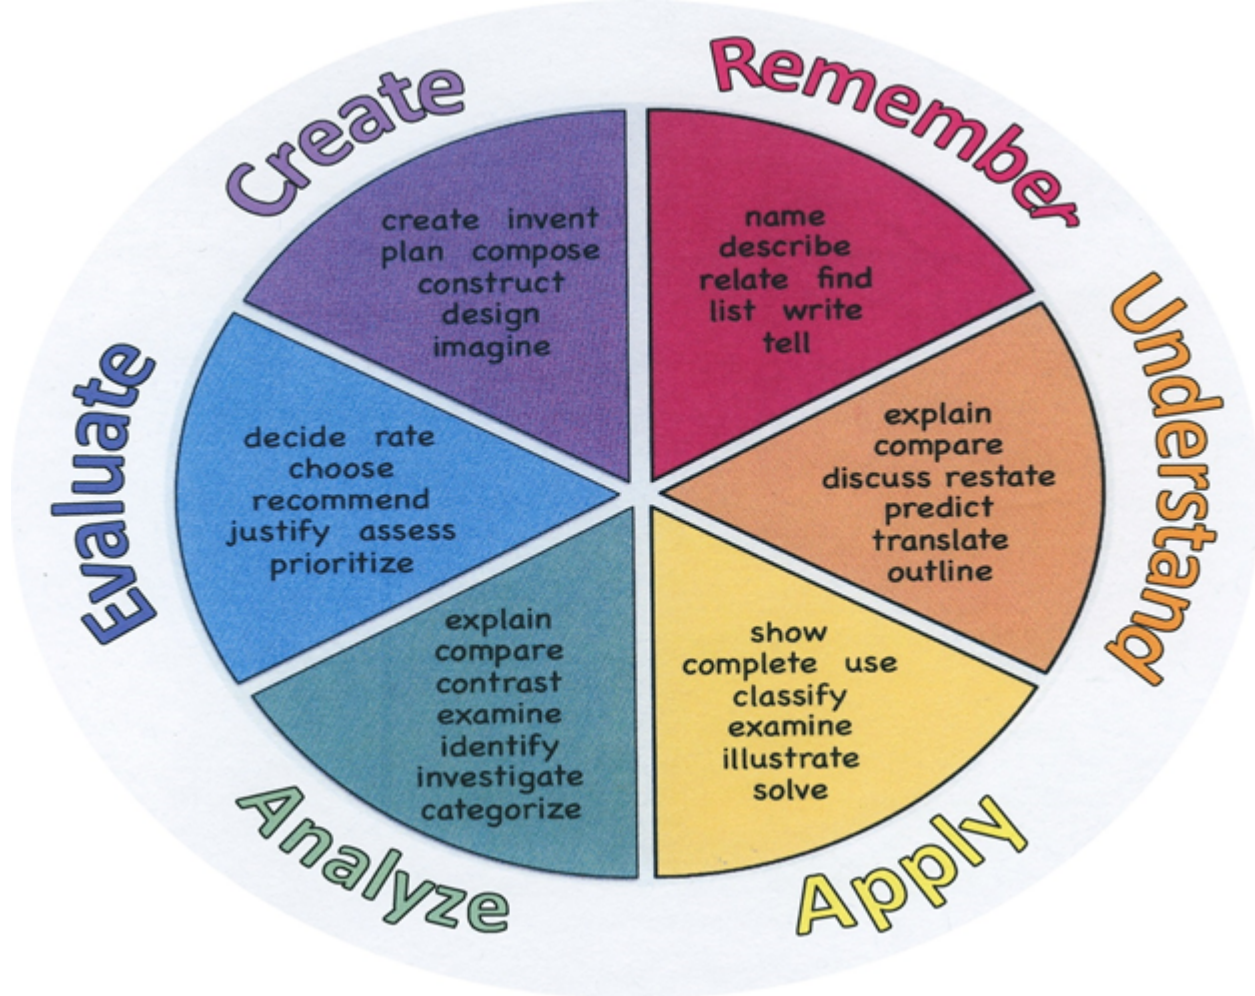 Remember
name
describe
relate find
list write
tell
Understand
explain
compare
discuss restate
predict
translate
outline
Apply
show
complete use
classify
examine
illustrate
solve
Analyze
explain
compare
contrast
examine
identify
investigate
categorize
Evaluate
decide rate
choose
recommend
justify assess
prioritize
Create
create invent
plan compose
construct
design
imagine